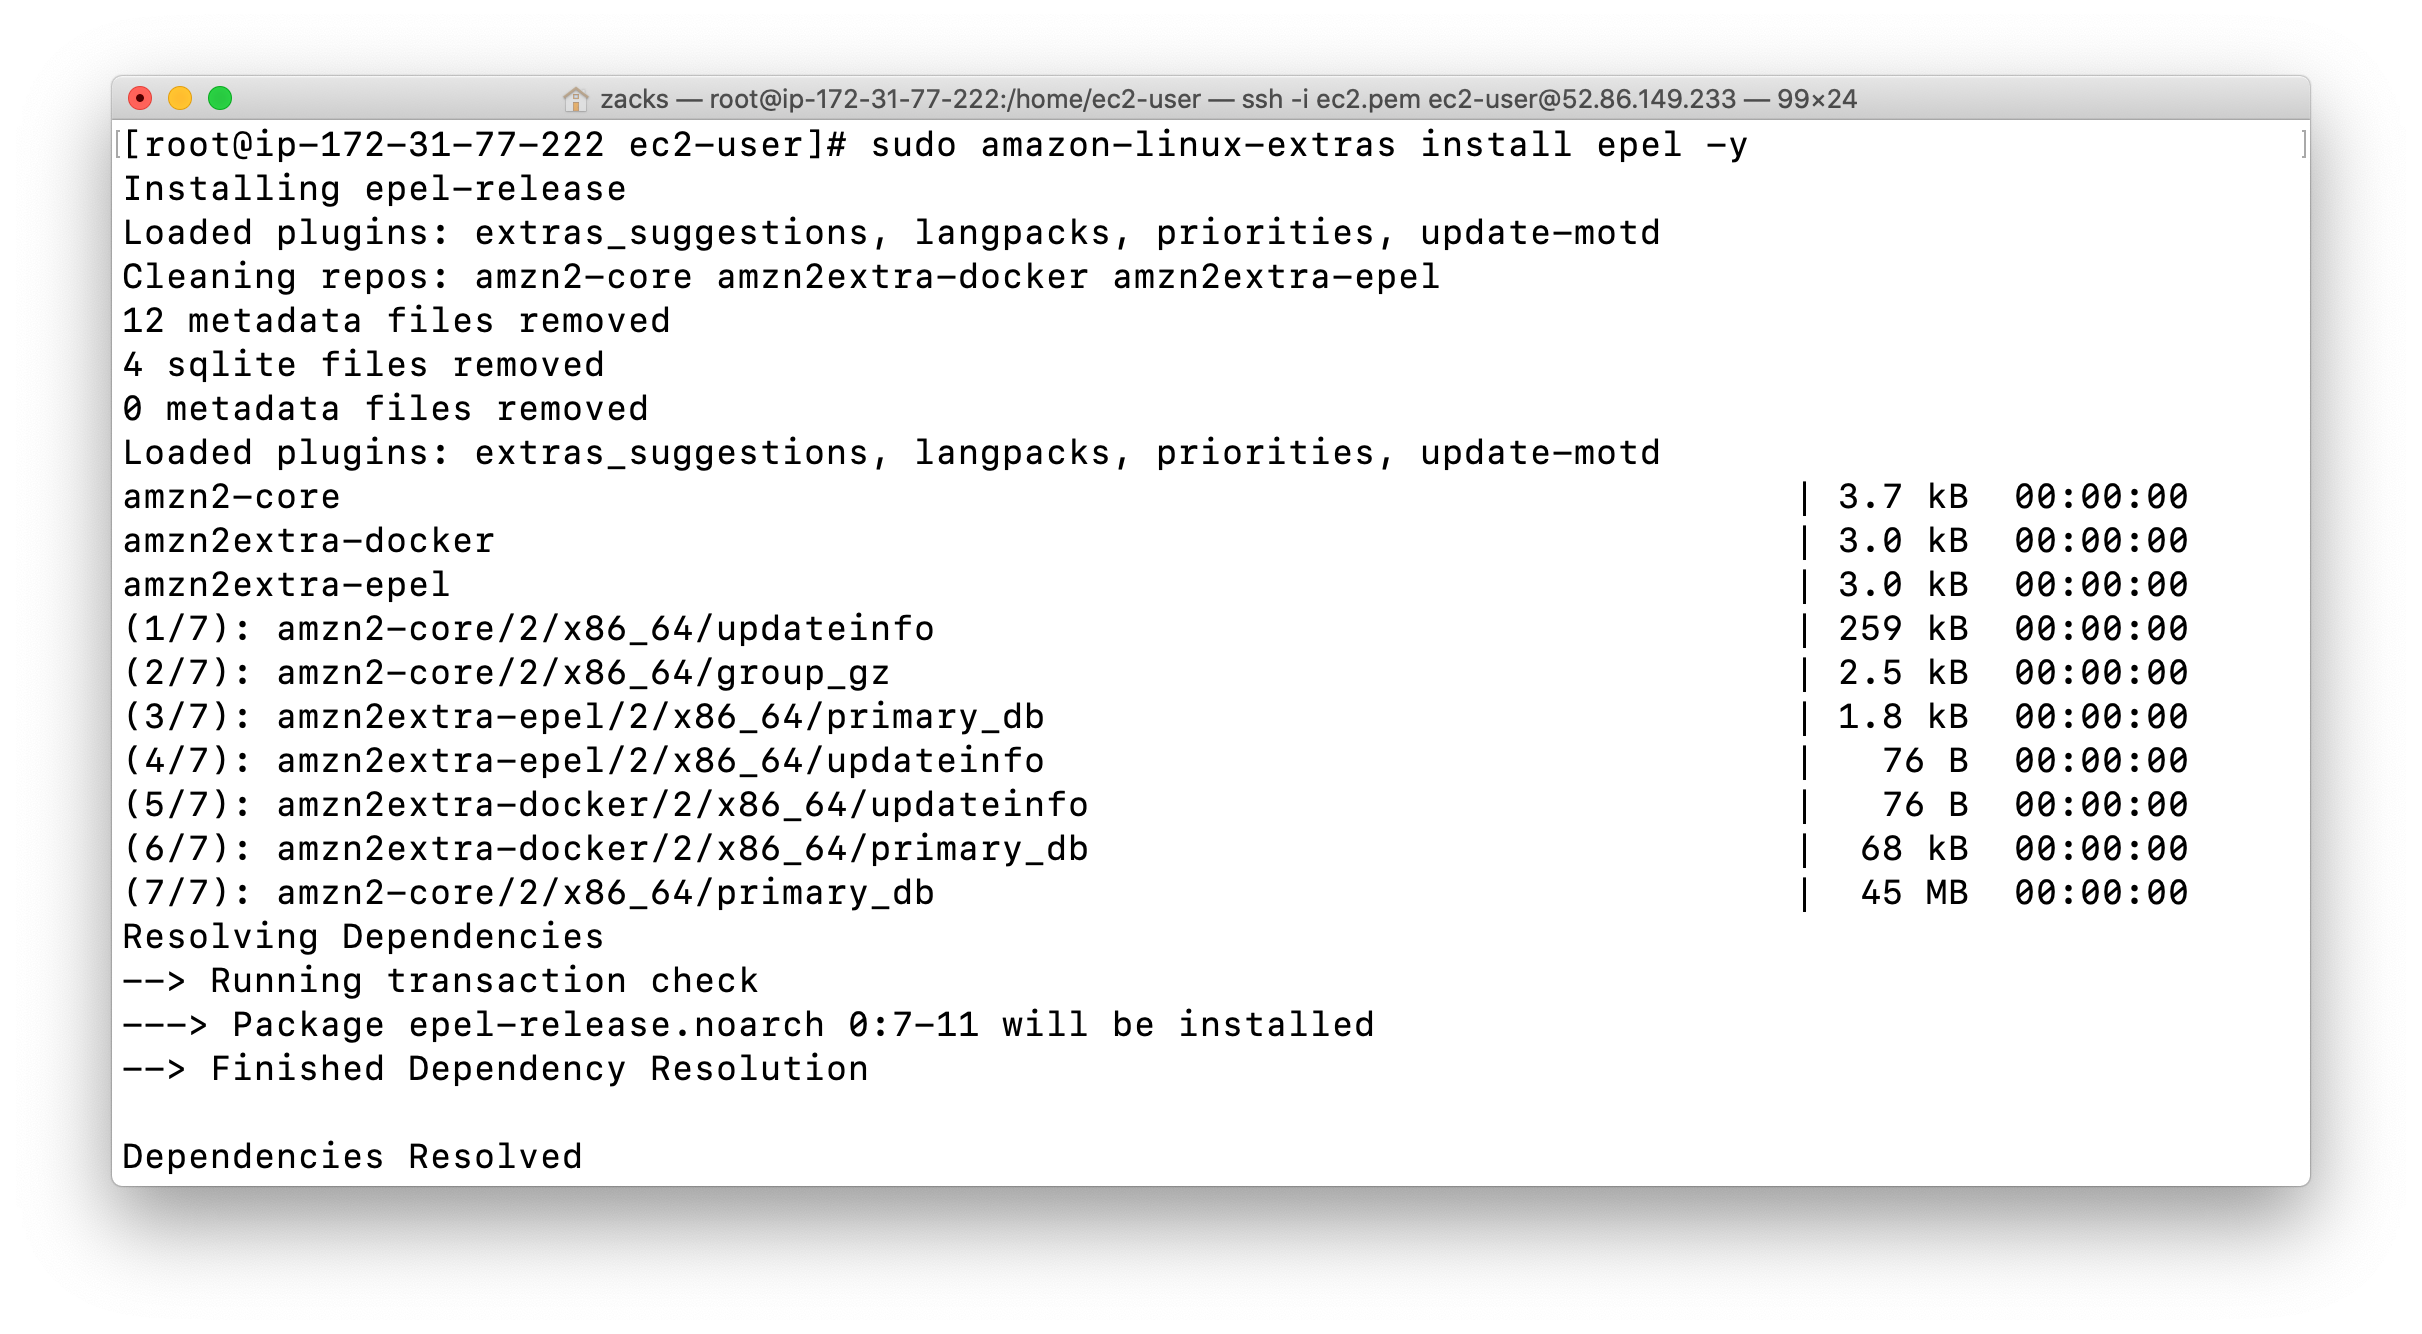 zacks — root@ip-172-31-77-222:/home/ec2-user — ssh -i ec2.pem ec2-user@52.86.149.233 — 99×24
[root@ip-172-31-77-222 ec2-user]# sudo amazon-linux-extras install epel -y
Installing epel-release
Loaded plugins: extras_suggestions, langpacks, priorities, update-motd
Cleaning repos: amzn2-core amzn2extra-docker amzn2extra-epel
12 metadata files removed
4 sqlite files removed
0 metadata files removed
Loaded plugins: extras_suggestions, langpacks, priorities, update-motd
amzn2-core | 3.7 kB 00:00:00
amzn2extra-docker | 3.0 kB 00:00:00
amzn2extra-epel | 3.0 kB 00:00:00
(1/7): amzn2-core/2/x86_64/updateinfo | 259 kB 00:00:00
(2/7): amzn2-core/2/x86_64/group_gz | 2.5 kB 00:00:00
(3/7): amzn2extra-epel/2/x86_64/primary_db | 1.8 kB 00:00:00
(4/7): amzn2extra-epel/2/x86_64/updateinfo | 76 B 00:00:00
(5/7): amzn2extra-docker/2/x86_64/updateinfo | 76 B 00:00:00
(6/7): amzn2extra-docker/2/x86_64/primary_db | 68 kB 00:00:00
(7/7): amzn2-core/2/x86_64/primary_db | 45 MB 00:00:00
Resolving Dependencies
--> Running transaction check
---> Package epel-release.noarch 0:7-11 will be installed
--> Finished Dependency Resolution
Dependencies Resolved